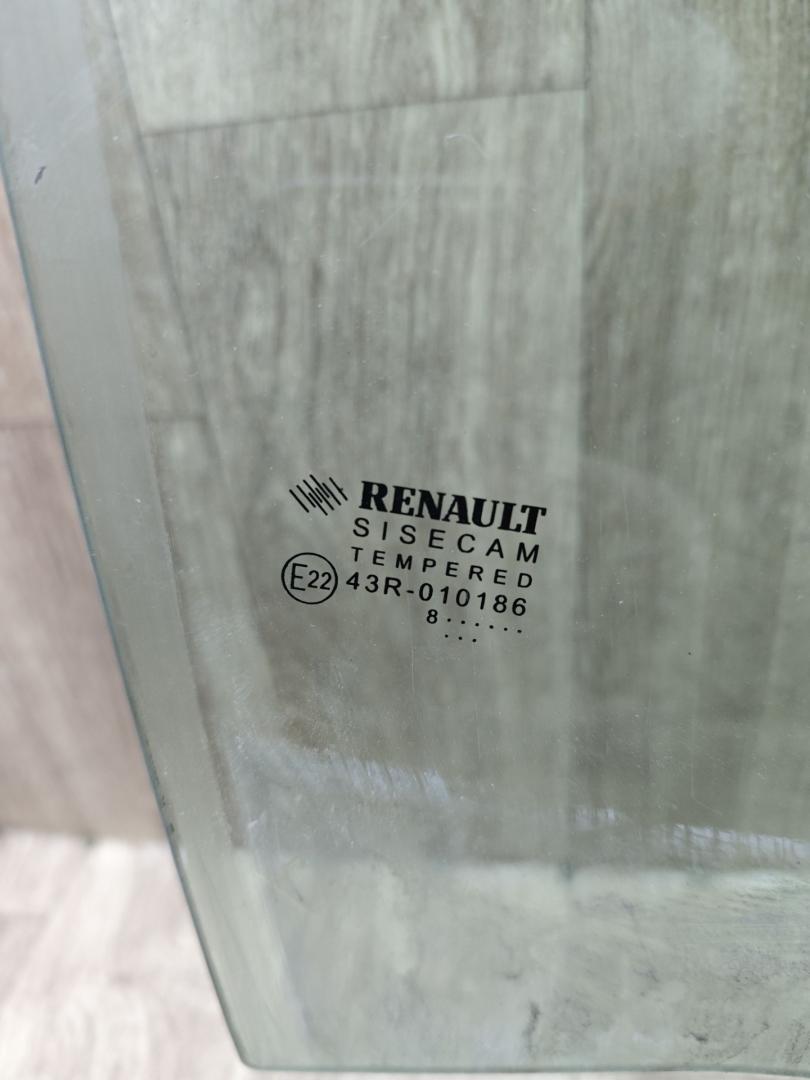 RENAULT
SISECAM
TEMPERED
E22 43R-010186
8......
...